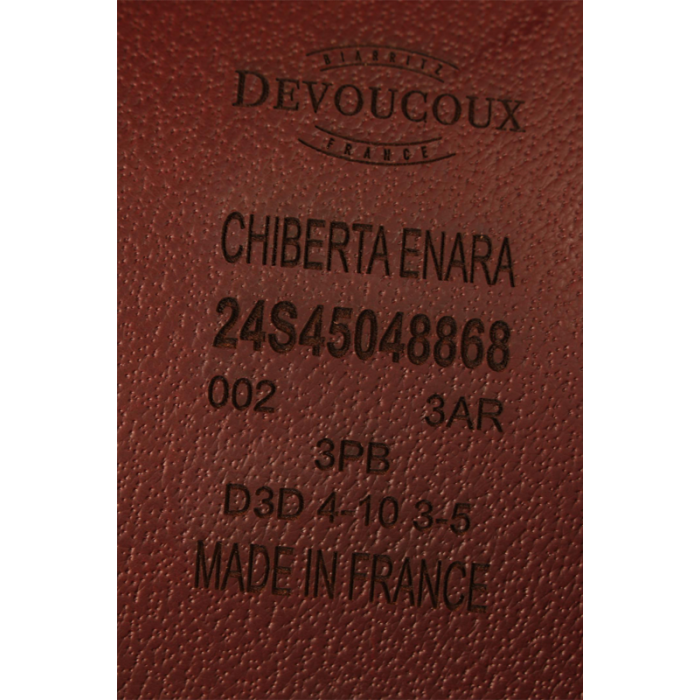 BIARRITZ
DEVOUCOUX
FRANCE
CHIBERTA ENARA
24S45048868
002 3AR
3PB
D3D 4-10 3-5
MADE IN FRANCE